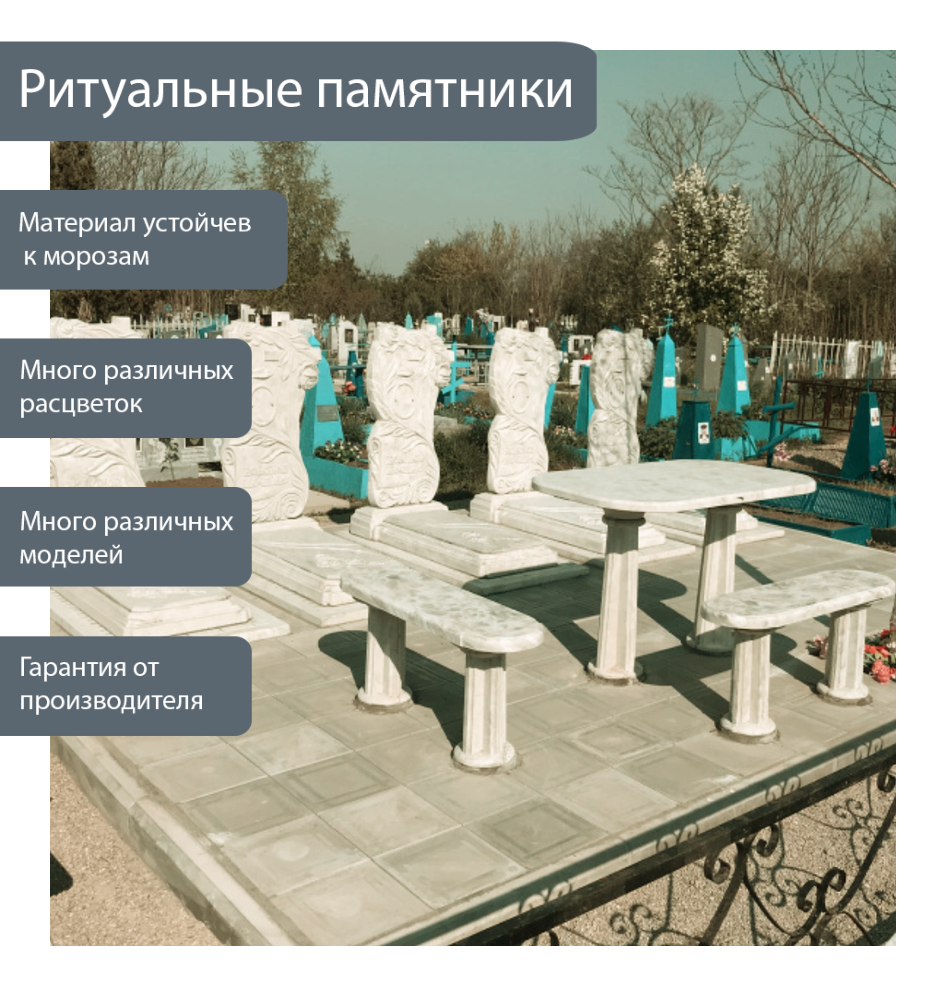 Ритуальные памятники
Материал устойчев
к морозам
Много различных
расцветок
Много различных
моделей
Гарантия от
производителя